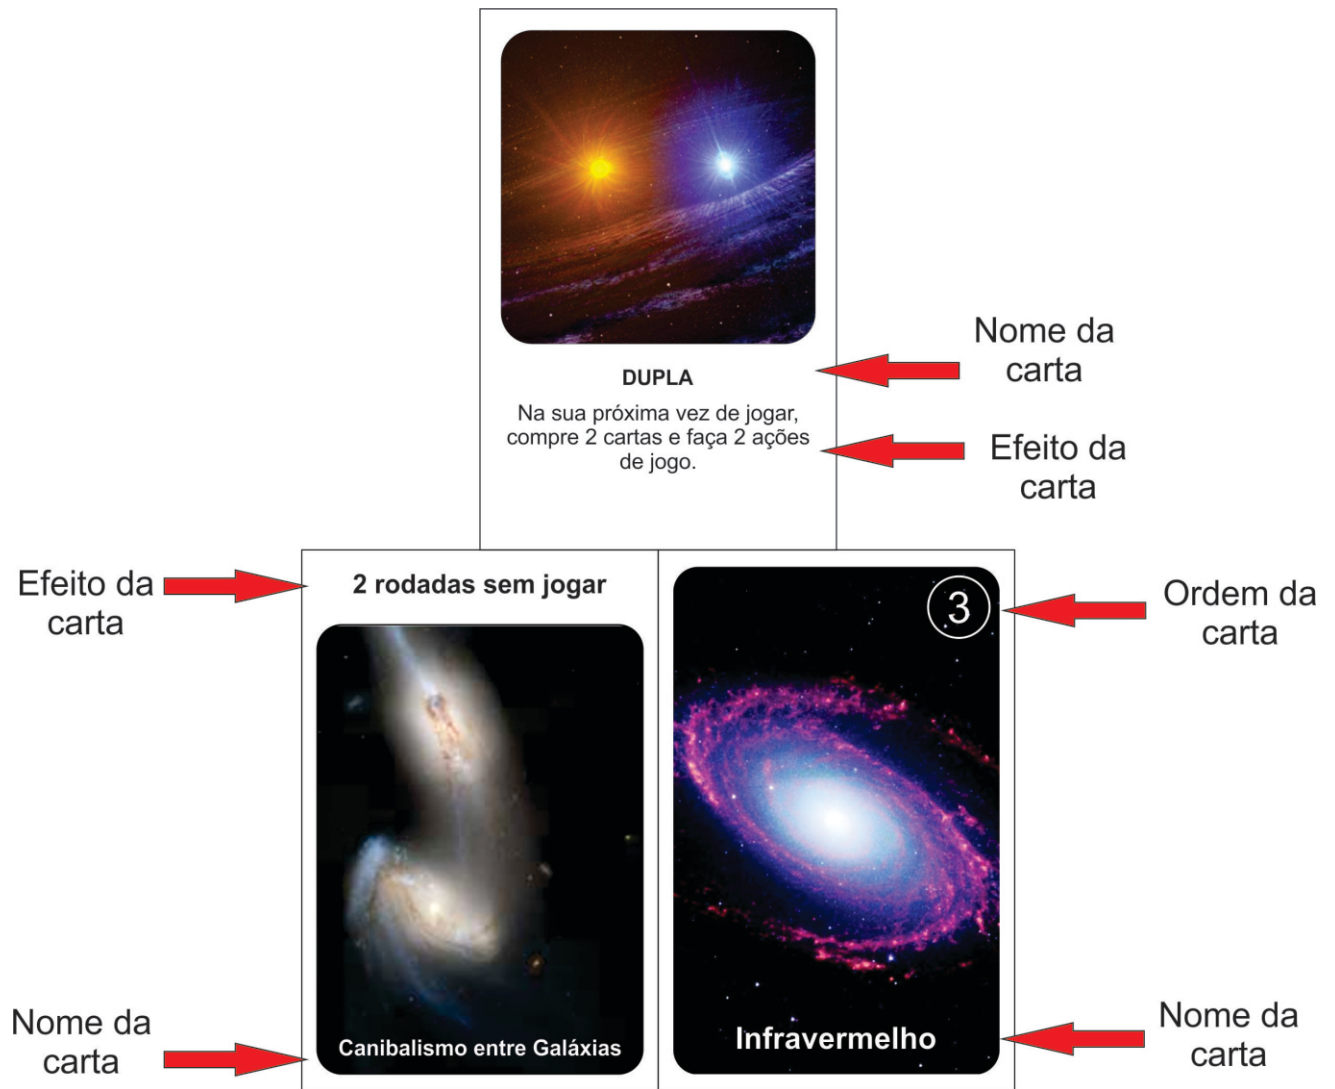 Nome da
carta
DUPLA
Na sua próxima vez de jogar,
compre 2 cartas e faça 2 ações
de jogo.
Efeito da
carta
Efeito da
carta
2 rodadas sem jogar
3
Ordem da
carta
Nome da
carta
Canibalismo entre Galáxias
Infravermelho
Nome da
carta